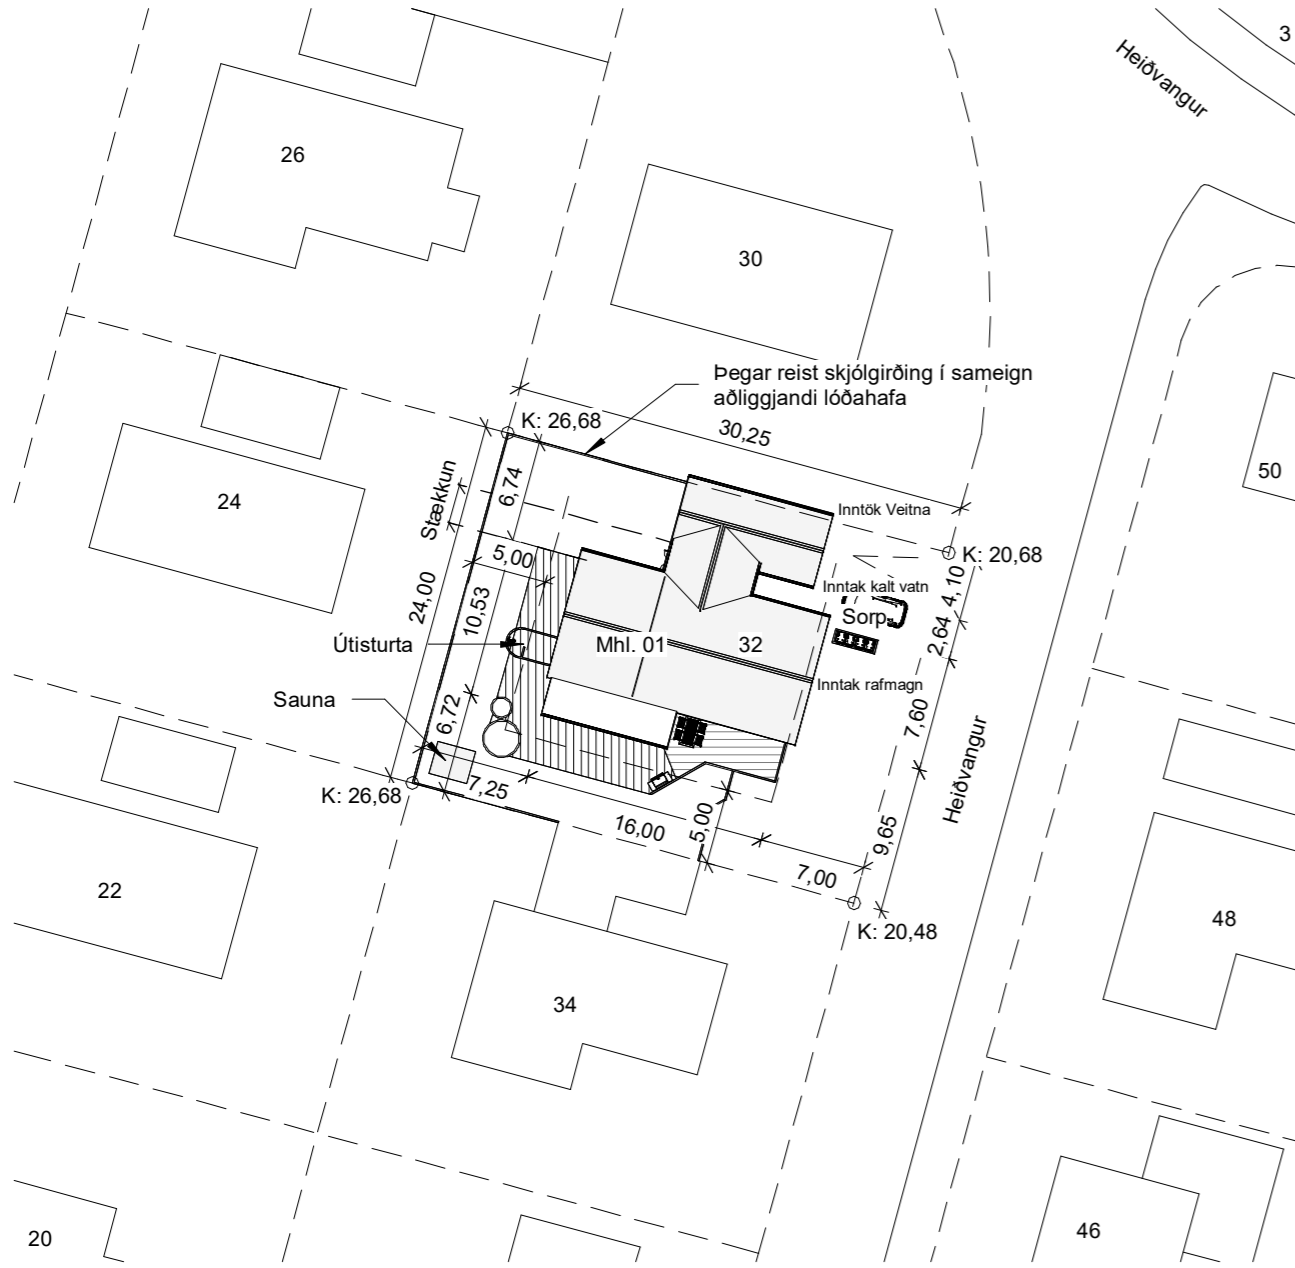 3
Heiðvangur
26
30
Þegar reist skjólgirðing í sameign
aðliggjandi lóðahafa
K: 26,68
30,25
50
24
Stækkun
6,74
Inntök Veitna
5,00
K: 20,68
4,10
Inntak kalt vatn
Sorp
24,00
10,53
2,64
Útisturta
Mhl. 01
32
Inntak rafmagn
Sauna
6,72
7,60
Heiðvangur
K: 26,68
7,25
16,00
5,00
9,65
7,00
22
K: 20,48
48
34
20
46